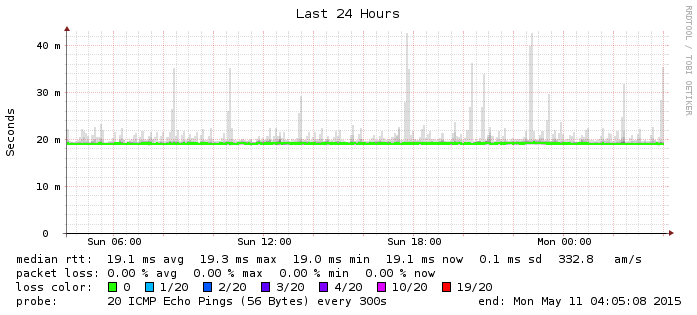 Last 24 Hours
RRDTOOL / TOBI OETIKER
Seconds
40 m
30 m
20 m
10 m
0
Sun 06:00 Sun 12:00 Sun 18:00 Mon 00:00
median rtt: 19.1 ms avg 19.3 ms max 19.0 ms min 19.1 ms now 0.1 ms sd 332.8 am/s
packet loss: 0.00 % avg 0.00 % max 0.00 % min 0.00 % now
loss color: 0 1/20 2/20 3/20 4/20 10/20 19/20
probe: 20 ICMP Echo Pings (56 Bytes) every 300s end: Mon May 11 04:05:08 2015